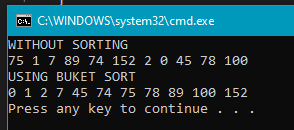 C:\WINDOWS\system32\cmd.exe
WITHOUT SORTING
75 1 7 89 74 152 2 0 45 78 100
USING BUKET SORT
0 1 2 7 45 74 75 78 89 100 152
Press any key to continue . . .